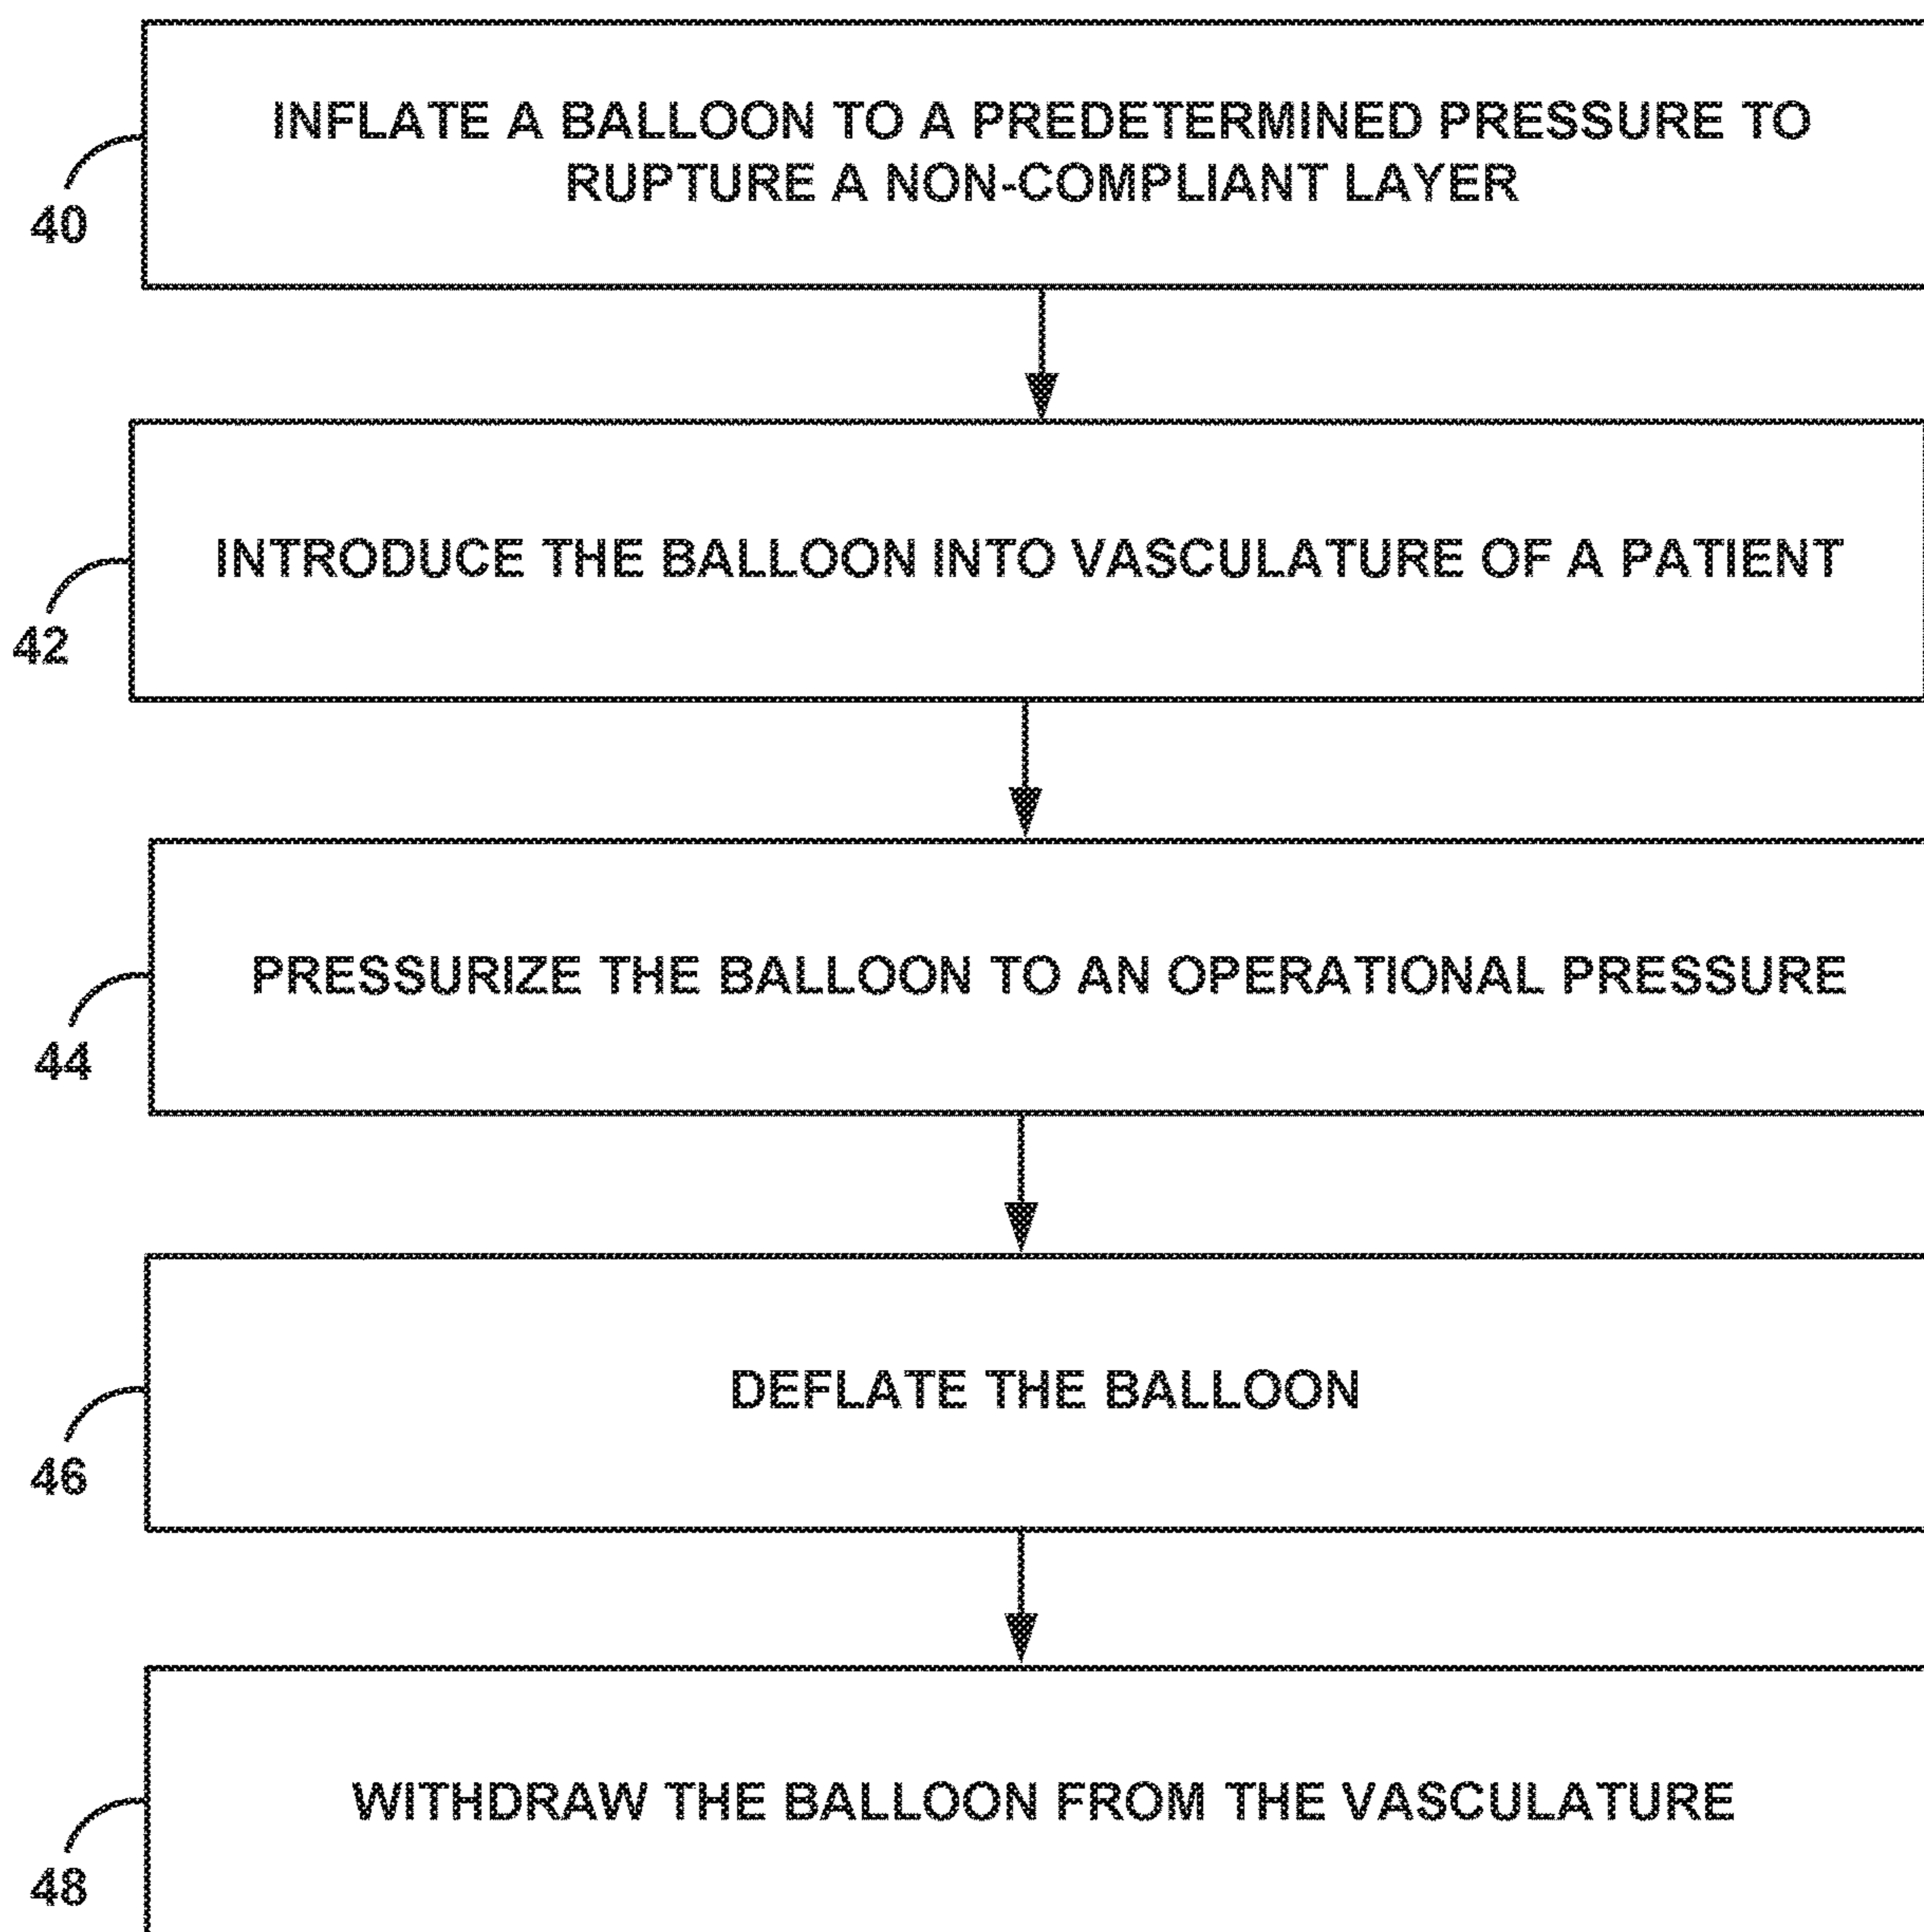 INFLATE A BALLOON TO A PREDETERMINED PRESSURE TO
RUPTURE A NON-COMPLIANT LAYER
40
INTRODUCE THE BALLOON INTO VASCULATURE OF A PATIENT
42
PRESSURIZE THE BALLOON TO AN OPERATIONAL PRESSURE
44
DEFLATE THE BALLOON
46
WITHDRAW THE BALLOON FROM THE VASCULATURE
48